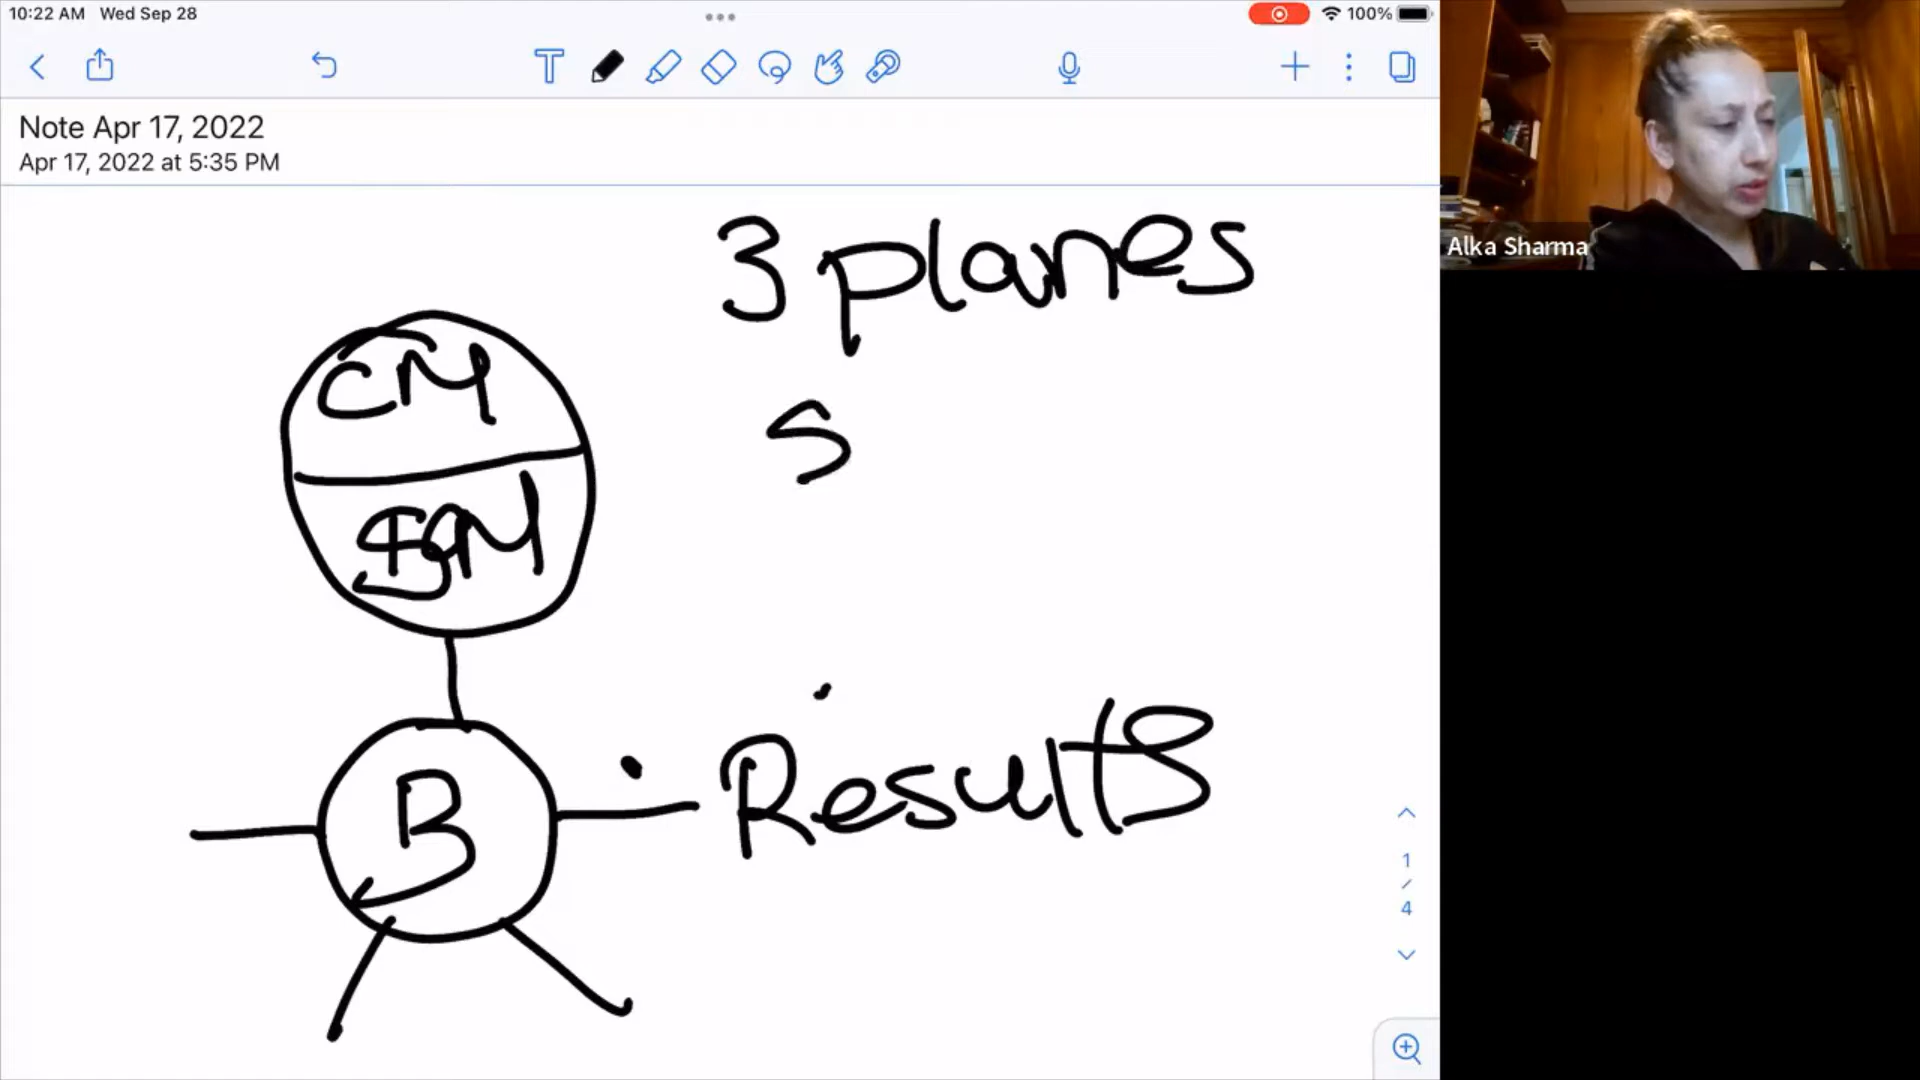 10:22 AM Wed Sep 28
100%
Note Apr 17, 2022
Apr 17, 2022 at 5:35 PM
3 planes
CM
S
Results
B
1
/
4
Alka Sharma